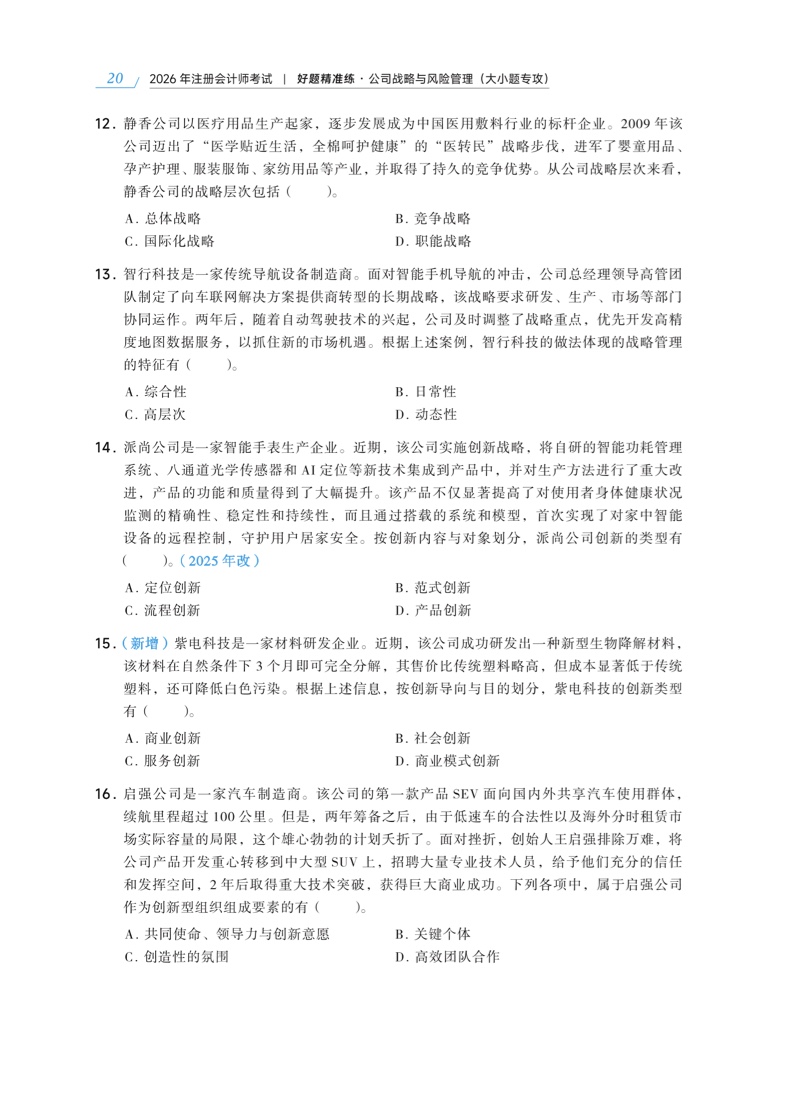 20 2026 年注册会计师考试 | 好题精准练·公司战略与风险管理（大小题专攻）
12. 静香公司以医疗用品生产起家，逐步发展成为中国医用敷料行业的标杆企业。2009 年该
公司迈出了“医学贴近生活，全棉呵护健康”的“医转民”战略步伐，进军了婴童用品、
孕产护理、服装服饰、家纺用品等产业，并取得了持久的竞争优势。从公司战略层次来看，
静香公司的战略层次包括（　　）。
A. 总体战略 B. 竞争战略
C. 国际化战略 D. 职能战略
13. 智行科技是一家传统导航设备制造商。面对智能手机导航的冲击，公司总经理领导高管团
队制定了向车联网解决方案提供商转型的长期战略，该战略要求研发、生产、市场等部门
协同运作。两年后，随着自动驾驶技术的兴起，公司及时调整了战略重点，优先开发高精
度地图数据服务，以抓住新的市场机遇。根据上述案例，智行科技的做法体现的战略管理
的特征有（　　）。
A. 综合性 B. 日常性
C. 高层次 D. 动态性
14. 派尚公司是一家智能手表生产企业。近期，该公司实施创新战略，将自研的智能功耗管理
系统、八通道光学传感器和 AI 定位等新技术集成到产品中，并对生产方法进行了重大改
进，产品的功能和质量得到了大幅提升。该产品不仅显著提高了对使用者身体健康状况
监测的精确性、稳定性和持续性，而且通过搭载的系统和模型，首次实现了对家中智能
设备的远程控制，守护用户居家安全。按创新内容与对象划分，派尚公司创新的类型有
（　　）。（2025 年改）
A. 定位创新 B. 范式创新
C. 流程创新 D. 产品创新
15.（新增）紫电科技是一家材料研发企业。近期，该公司成功研发出一种新型生物降解材料，
该材料在自然条件下 3 个月即可完全分解，其售价比传统塑料略高，但成本显著低于传统
塑料，还可降低白色污染。根据上述信息，按创新导向与目的划分，紫电科技的创新类型
有（　　）。
A. 商业创新 B. 社会创新
C. 服务创新 D. 商业模式创新
16. 启强公司是一家汽车制造商。该公司的第一款产品 SEV 面向国内外共享汽车使用群体，
续航里程超过 100 公里。但是，两年筹备之后，由于低速车的合法性以及海外分时租赁市
场实际容量的局限，这个雄心勃勃的计划夭折了。面对挫折，创始人王启强排除万难，将
公司产品开发重心转移到中大型 SUV 上，招聘大量专业技术人员，给予他们充分的信任
和发挥空间，2 年后取得重大技术突破，获得巨大商业成功。下列各项中，属于启强公司
作为创新型组织组成要素的有（　　）。
A. 共同使命、领导力与创新意愿 B. 关键个体
C. 创造性的氛围 D. 高效团队合作